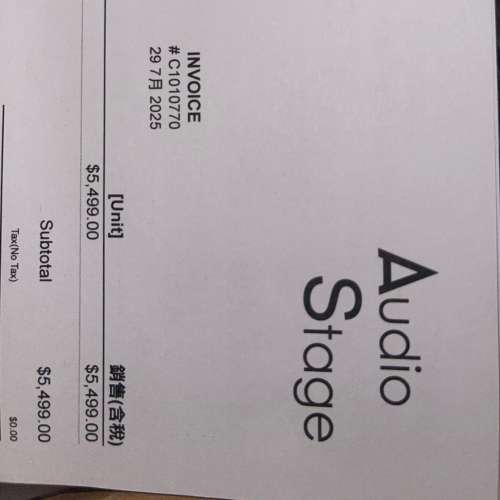 Audio
Stage
INVOICE
# C1010770
29 7月 2025
[Unit] 銷售(含稅)
$5,499.00 $5,499.00
Subtotal $5,499.00
Tax(No Tax) $0.00